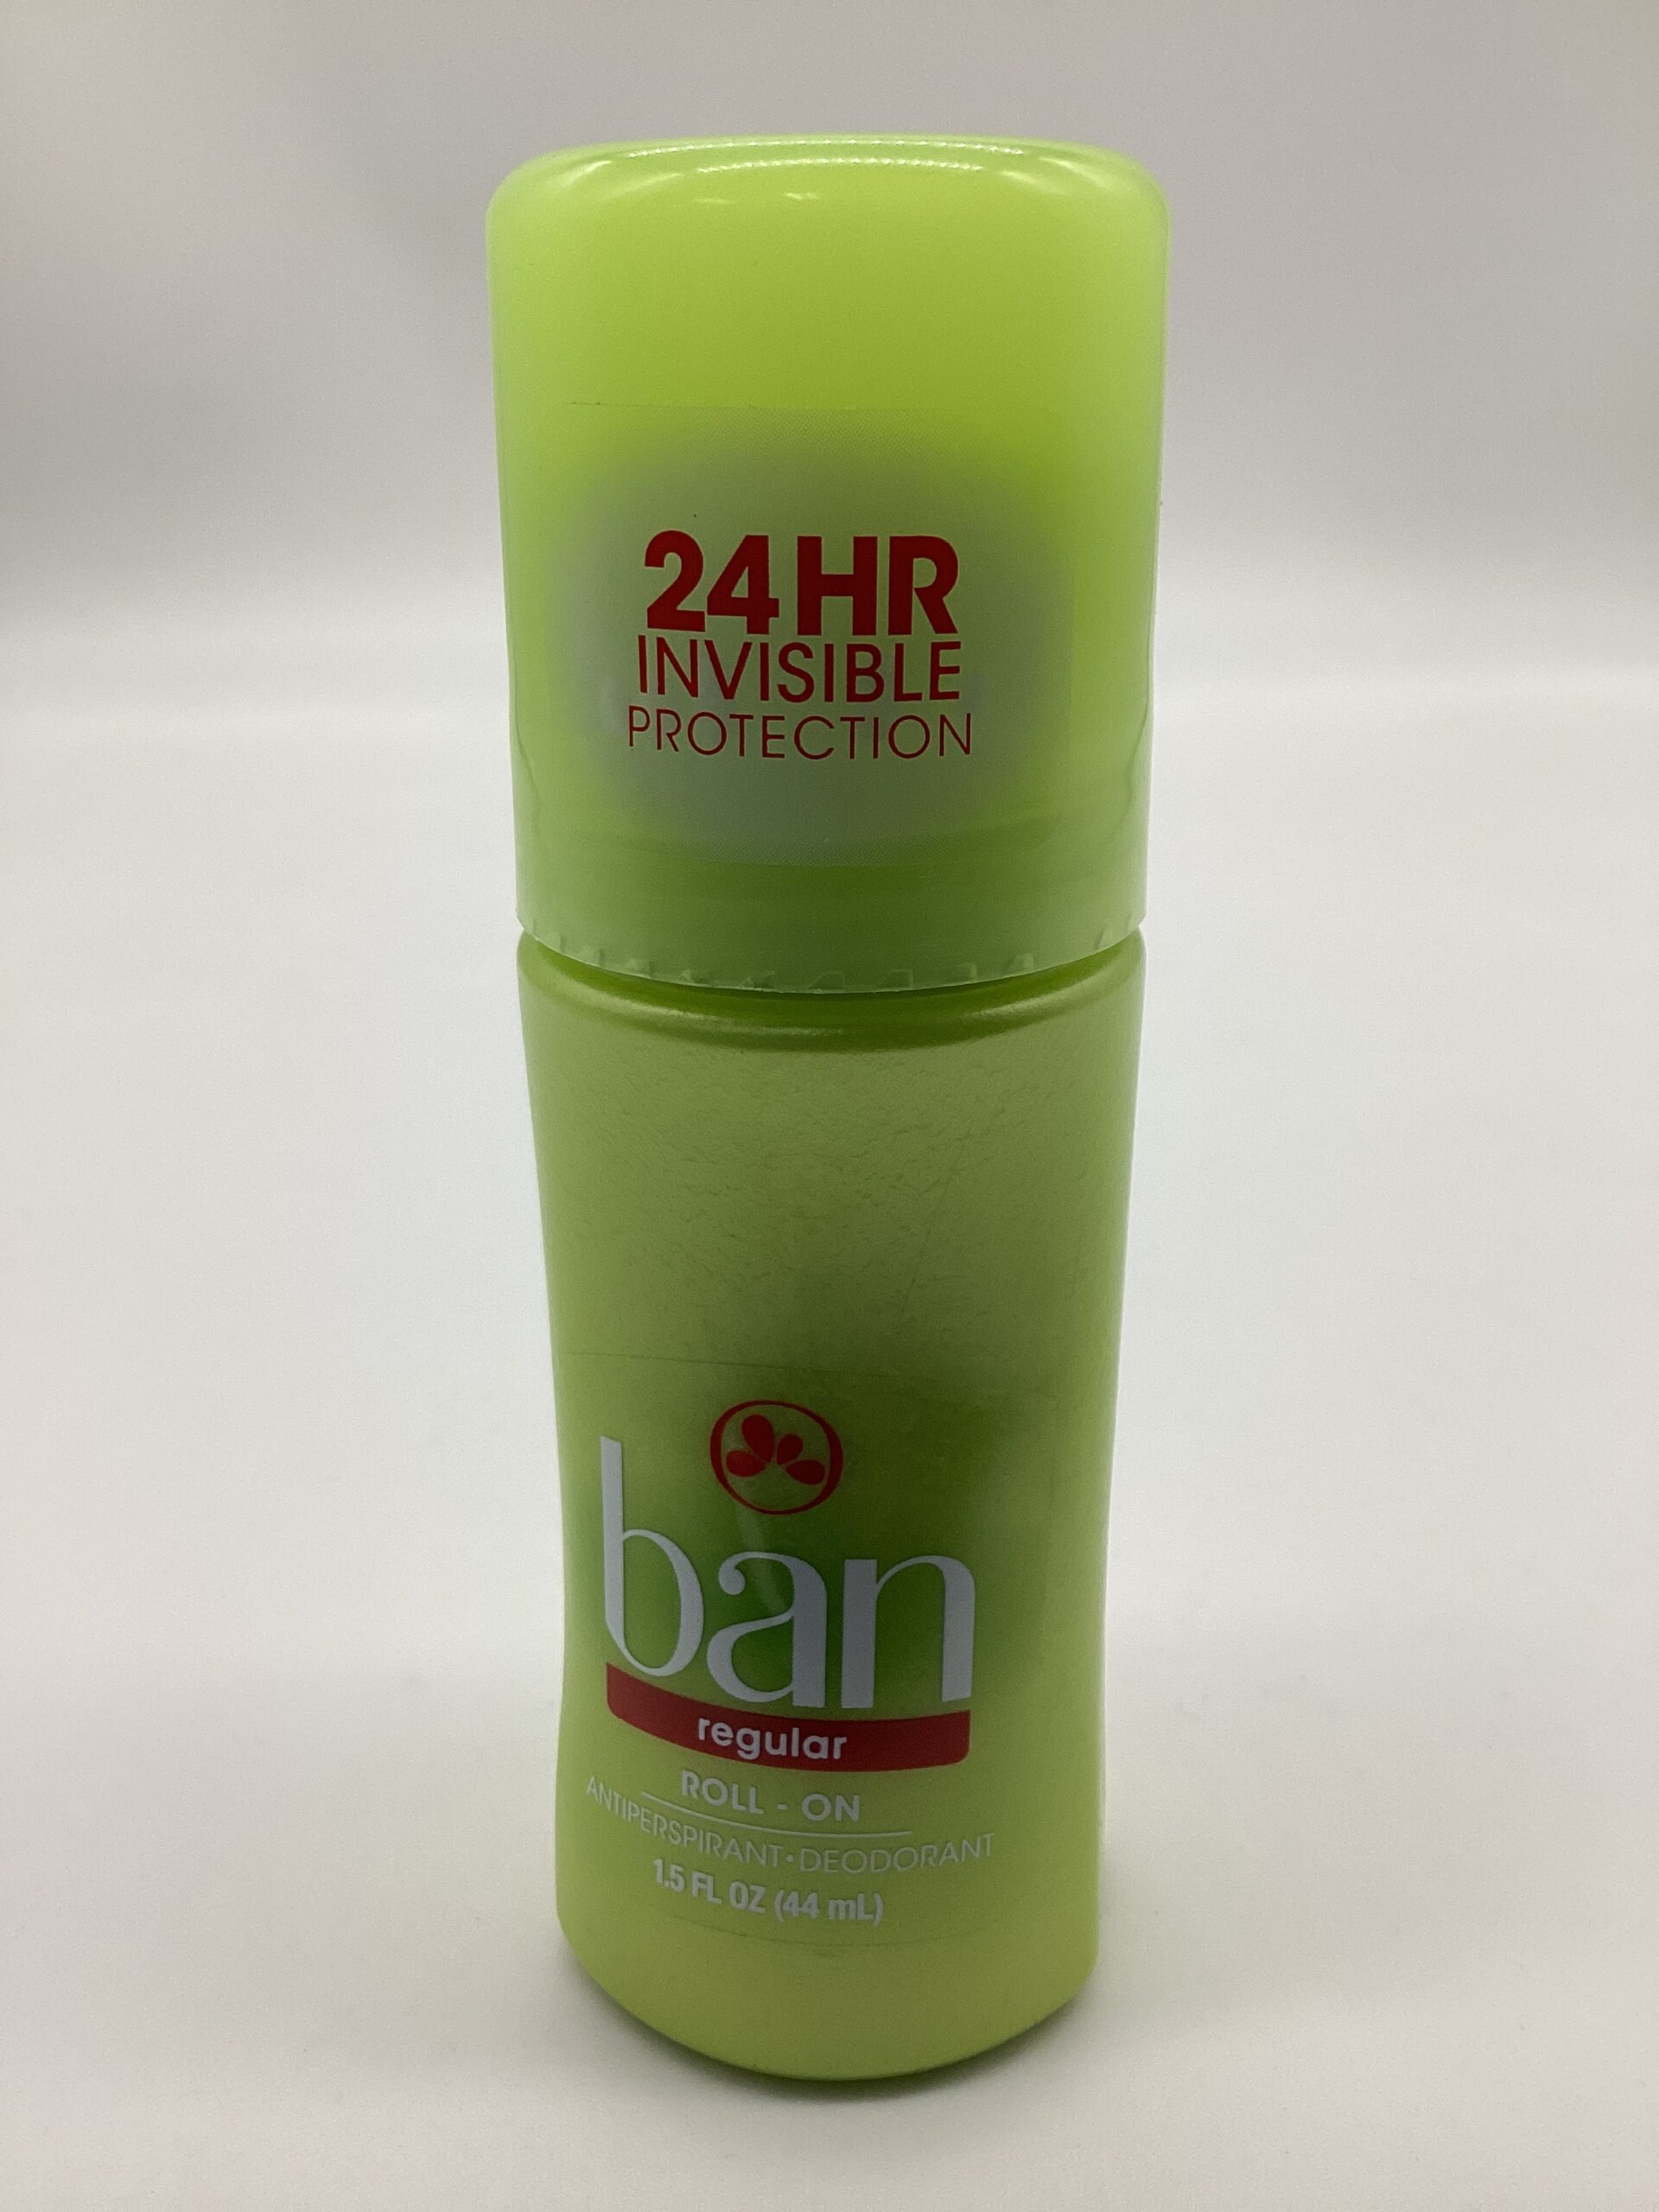 24HR
INVISIBLE
PROTECTION
ban
regular
ROLL - ON
ANTIPERSPIRANT•DEODORANT
1.5 FL OZ (44 mL)